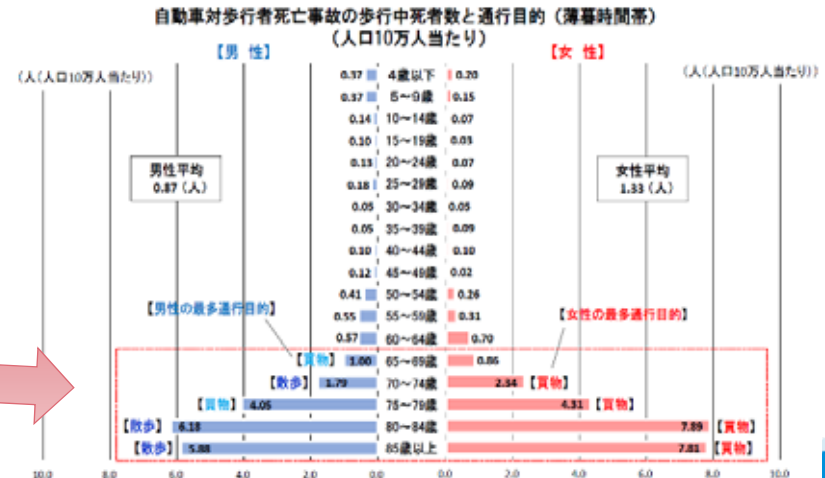 自動車対歩行者死亡事故の歩行中死者数と通行目的（薄暮時間帯）
（人口10万人当たり）
【男 性】
【女 性】
（人（人口10万人当たり））
（人（人口10万人当たり））
0.37 4歳以下 0.20
0.37 5～9歳 0.15
0.14 10～14歳 0.07
0.10 15～19歳 0.03
0.13 20～24歳 0.07
0.18 25～29歳 0.09
0.05 30～34歳 0.05
0.05 35～39歳 0.09
0.10 40～44歳 0.10
0.12 45～49歳 0.02
0.41 50～54歳 0.26
0.55 55～59歳 0.31
0.57 60～64歳 0.70
【買物】 1.00 65～69歳 0.86
【散歩】 1.79 70～74歳 2.34 【買物】
【買物】 4.05 75～79歳 4.31 【買物】
【散歩】 6.18 80～84歳 7.89 【買物】
【散歩】 5.88 85歳以上 7.81 【買物】
男性平均
0.87（人）
女性平均
1.33（人）
【男性の最多通行目的】
【女性の最多通行目的】
10.0 8.0 6.0 4.0 2.0 0.0 0.0 2.0 4.0 6.0 8.0 10.0